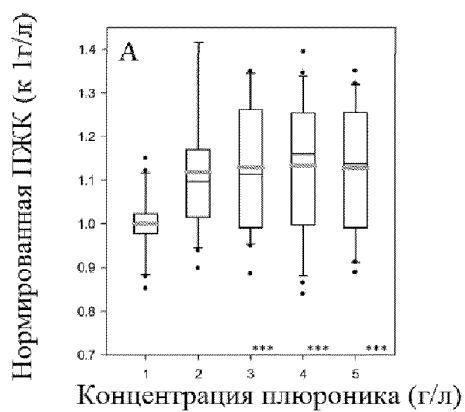 Нормированная ПЖК (к 1г/л)
A
1.4
1.3
1.2
1.1
1.0
0.9
0.8
0.7
*** *** ***
1 2 3 4 5
Концентрация плюроника (г/л)